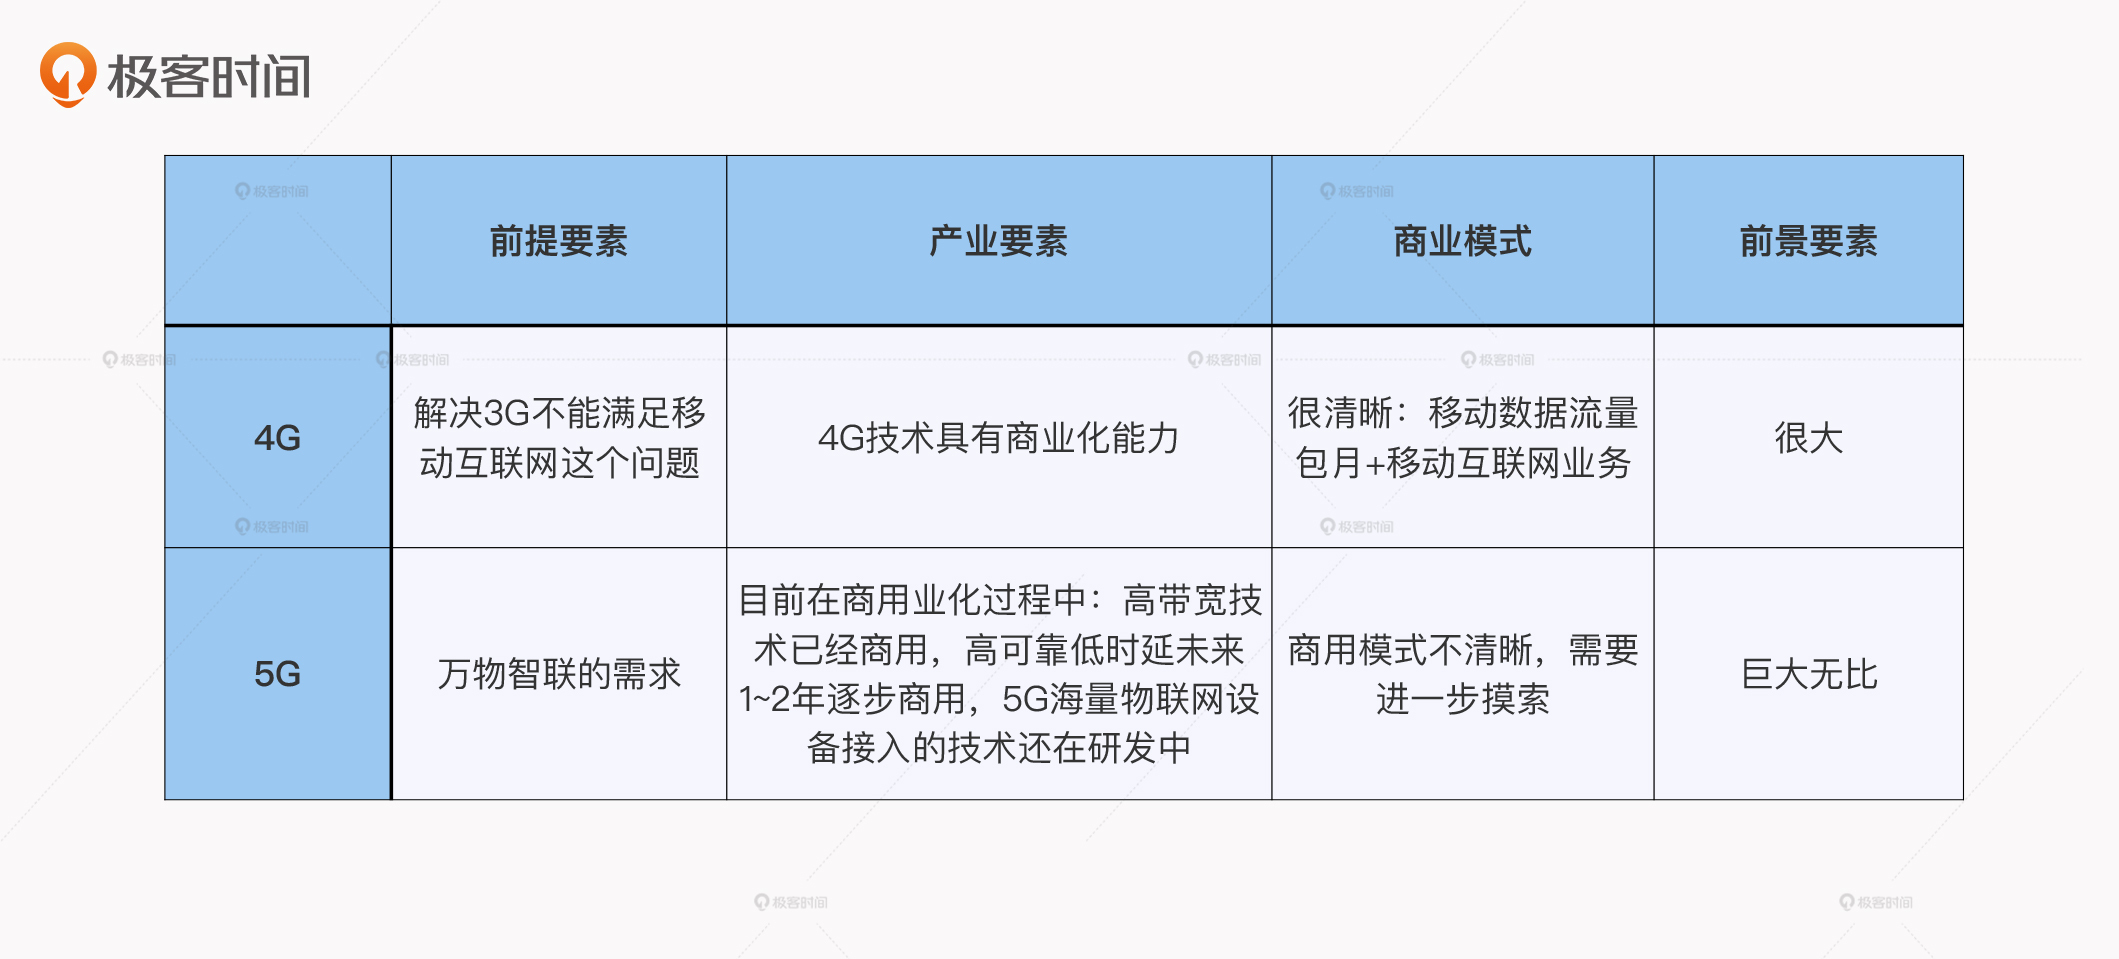 极客时间
前提要素
产业要素
商业模式
前景要素
4G
解决3G不能满足移
动互联网这个问题
4G技术具有商业化能力
很清晰：移动数据流量
包月+移动互联网业务
很大
5G
万物智联的需求
目前在商用业化过程中：高带宽技
术已经商用，高可靠低时延未来
1~2年逐步商用，5G海量物联网设
备接入的技术还在研发中
商用模式不清晰，需要
进一步摸索
巨大无比
极客时间
极客时间
极客时间
极客时间
极客时间
极客时间
极客时间
极客时间
极客时间
极客时间